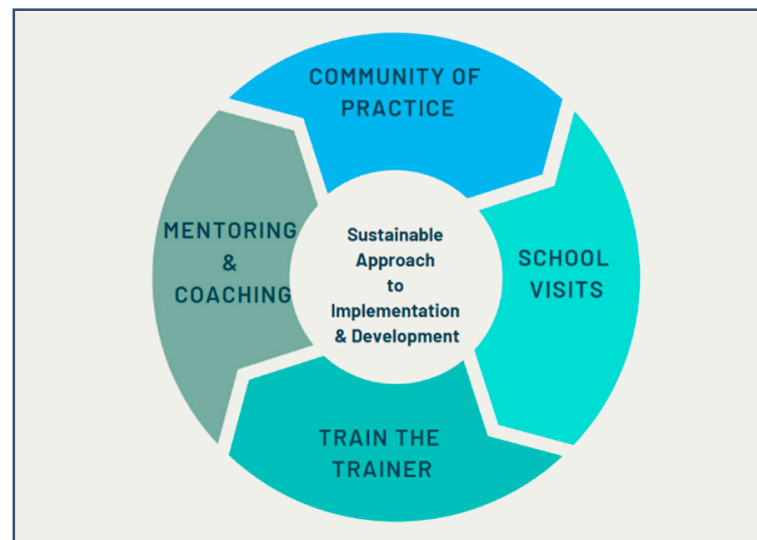 COMMUNITY OF
PRACTICE
SCHOOL
VISITS
TRAIN THE
TRAINER
MENTORING
&
COACHING
Sustainable
Approach
to
Implementation
& Development